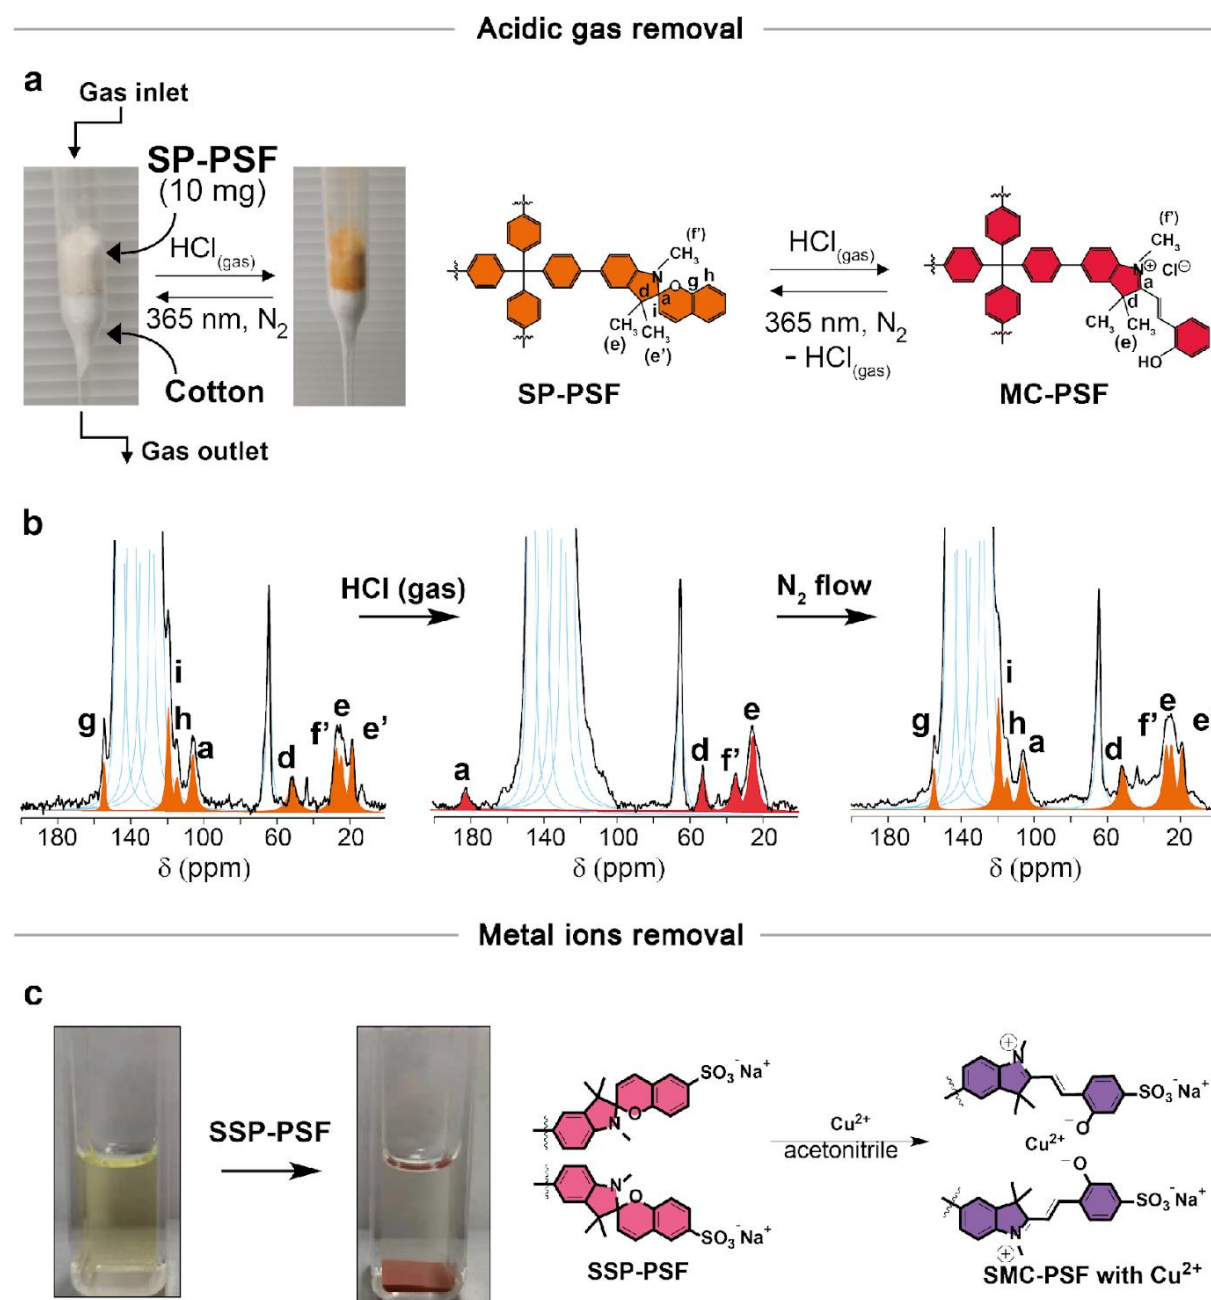 Acidic gas removal
a
Gas inlet
SP-PSF
(10 mg)
HCl(gas)
365 nm, N2
Cotton
Gas outlet
(f')
CH3
N
O
g
h
d
a
i
CH3
CH3
(e)
(e')
SP-PSF
HCl(gas)
365 nm, N2
- HCl(gas)
(f')
CH3
N
+
Cl−
a
d
CH3
CH3
(e)
HO
MC-PSF
b
g
i
h
a
d
f'
e
e'
180
140
100
60
20
δ (ppm)
HCl (gas)
a
d
f'
e
180
140
100
60
20
δ (ppm)
N2 flow
g
i
h
a
d
f'
e
e
180
140
100
60
20
δ (ppm)
Metal ions removal
c
SSP-PSF
SO3−Na+
O
N
N
O
SO3−Na+
SSP-PSF
Cu2+
acetonitrile
+
N
SO3−Na+
−O
Cu2+
−O
SO3−Na+
N
+
SMC-PSF with Cu2+